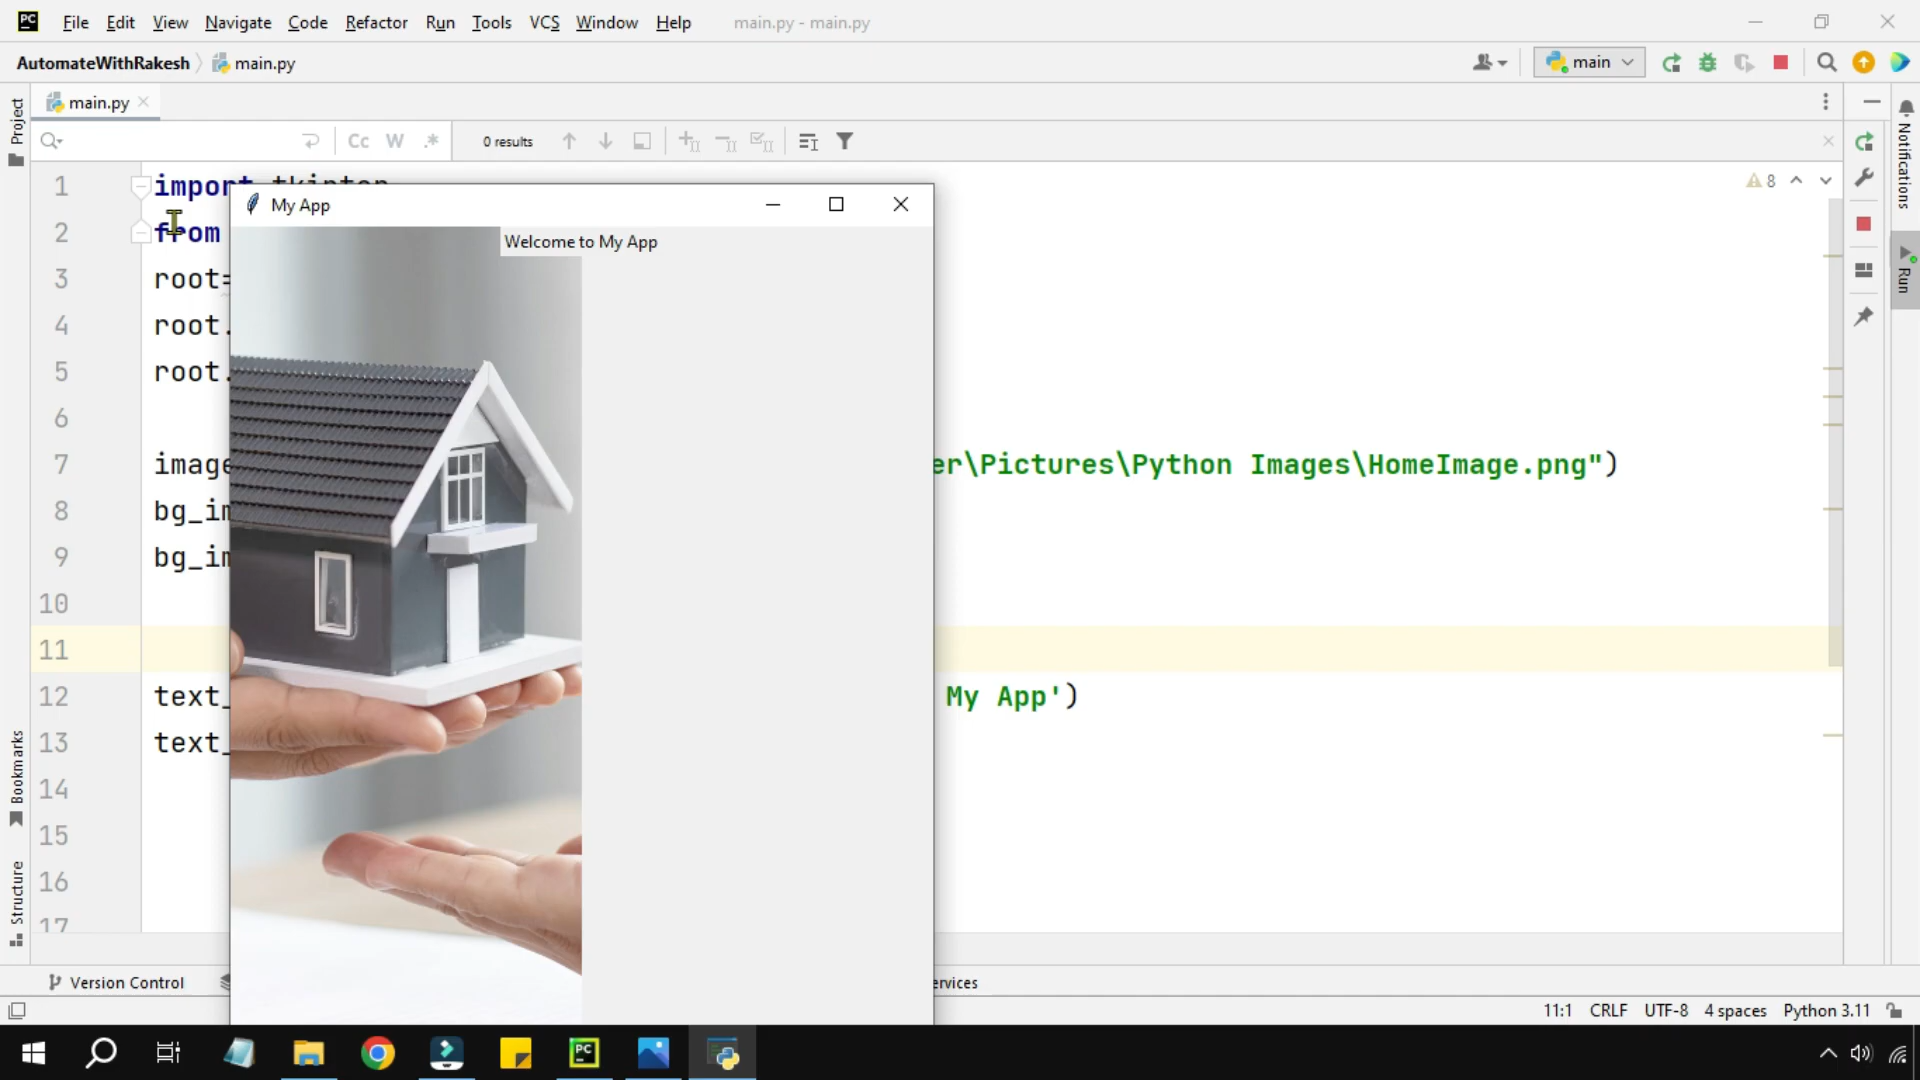 PC File Edit View Navigate Code Refactor Run Tools VCS Window Help main.py - main.py
AutomateWithRakesh main.py main
main.py
Cc W .* 0 results
Project
Bookmarks
Structure
1 import
2 from
3 root=
4 root.
5 root.
6
7 image er\Pictures\Python Images\HomeImage.png")
8 bg_im
9 bg_im
10
11
12 text_ My App')
13 text_
14
15
16
17
8
My App
Welcome to My App
Notifications
Run
Version Control ervices
11:1 CRLF UTF-8 4 spaces Python 3.11
PC